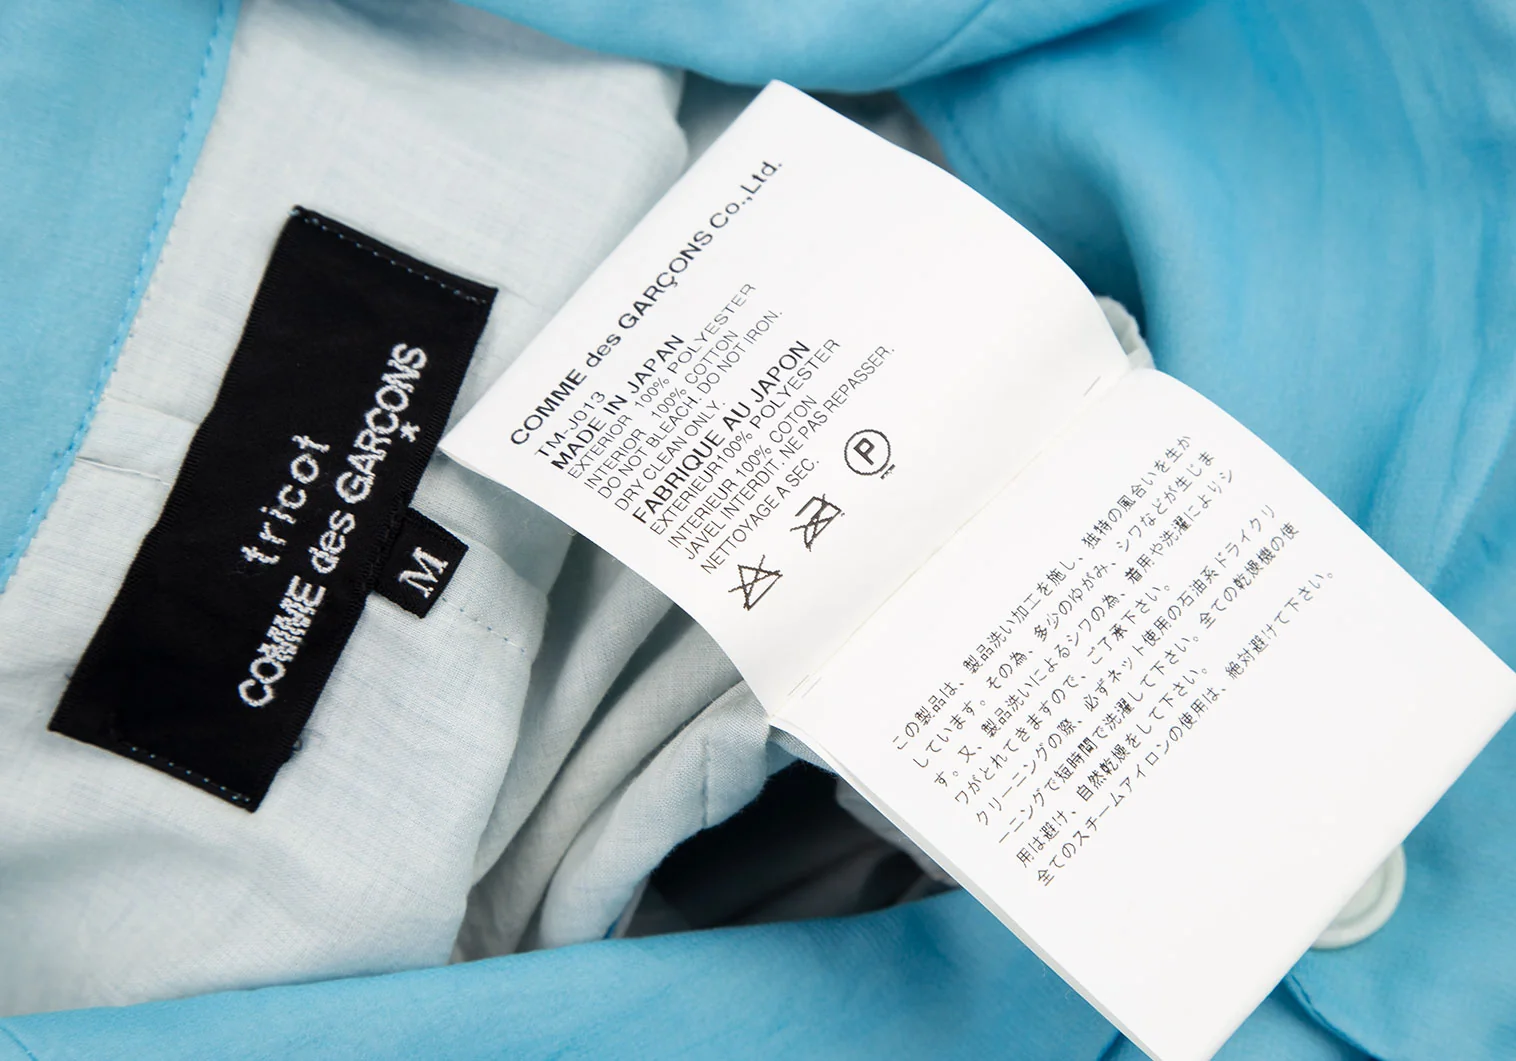 tricot
COMME des GARÇONS
*
M
COMME des GARÇONS Co.,Ltd.
TM-J013
MADE IN JAPAN
EXTERIOR 100% POLYESTER
INTERIOR 100% COTTON
DO NOT BLEACH. DO NOT IRON.
DRY CLEAN ONLY.
FABRIQUE AU JAPON
EXTERIEUR100% POLYESTER
INTERIEUR 100% COTON
JAVEL INTERDIT. NE PAS REPASSER.
NETTOYAGE A SEC.
P
この製品は、製品洗い加工を施し、独特の風合いを生か
しています。その為、多少のゆがみ、シワなどが生じま
す。又、製品洗いによるシワの為、着用や洗濯によりシ
ワがとれてきますので、ご了承下さい。
クリーニングの際、必ずネット使用の石油系ドライクリ
ーニングで短時間で洗濯して下さい。全ての乾燥機の使
用は避け、自然乾燥をして下さい。
全てのスチームアイロンの使用は、絶対避けて下さい。